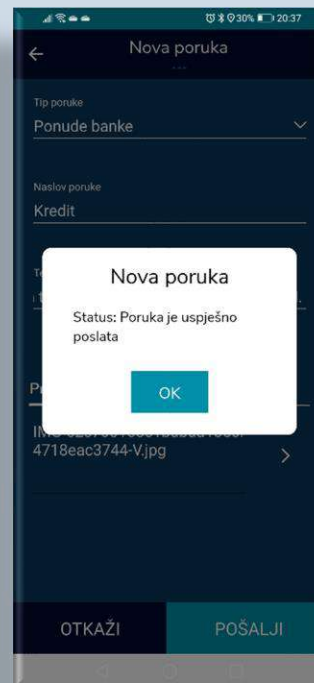 30% 20:37
Nova poruka
Tip poruke
Ponude banke
Naslov poruke
Kredit
Nova poruka
Status: Poruka je uspješno
poslata
OK
4718eac3744-V.jpg
OTKAŽI
POŠALJI